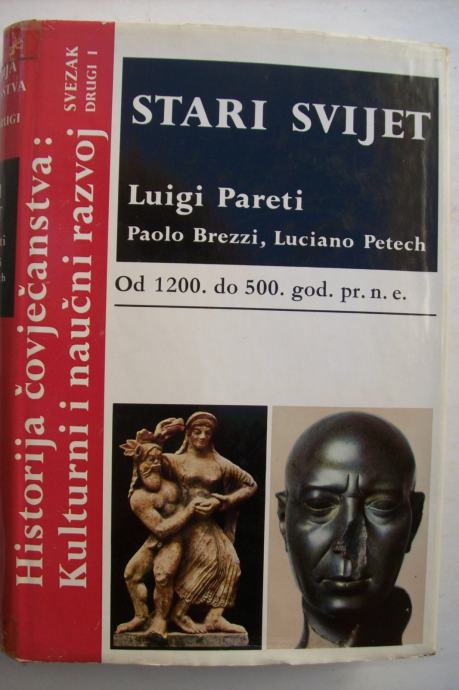 Historija čovječanstva:
Kulturni i naučni razvoj
SVEZAK
DRUGI I
STARI SVIJET
Luigi Pareti
Paolo Brezzi, Luciano Petech
Od 1200. do 500. god. pr. n. e.